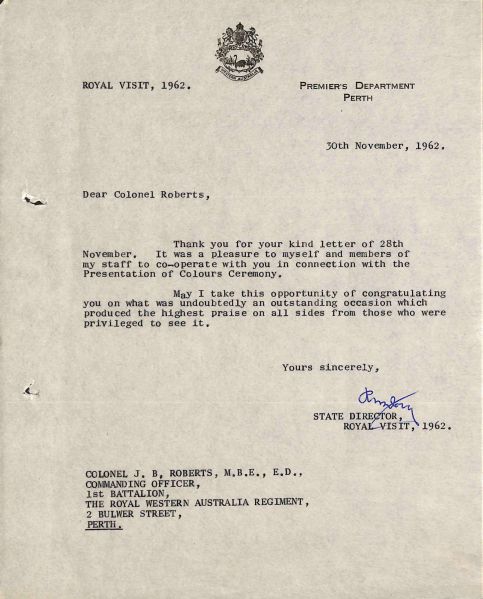 ROYAL VISIT, 1962.
PREMIER'S DEPARTMENT
PERTH
30th November, 1962.
Dear Colonel Roberts,
Thank you for your kind letter of 28th
November. It was a pleasure to myself and members of
my staff to co-operate with you in connection with the
Presentation of Colours Ceremony.
May I take this opportunity of congratulating
you on what was undoubtedly an outstanding occasion which
produced the highest praise on all sides from those who were
privileged to see it.
Yours sincerely,
STATE DIRECTOR,
ROYAL VISIT, 1962.
COLONEL J. B, ROBERTS, M.B.E., E.D.,
COMMANDING OFFICER,
1st BATTALION,
THE ROYAL WESTERN AUSTRALIA REGIMENT,
2 BULWER STREET,
PERTH.